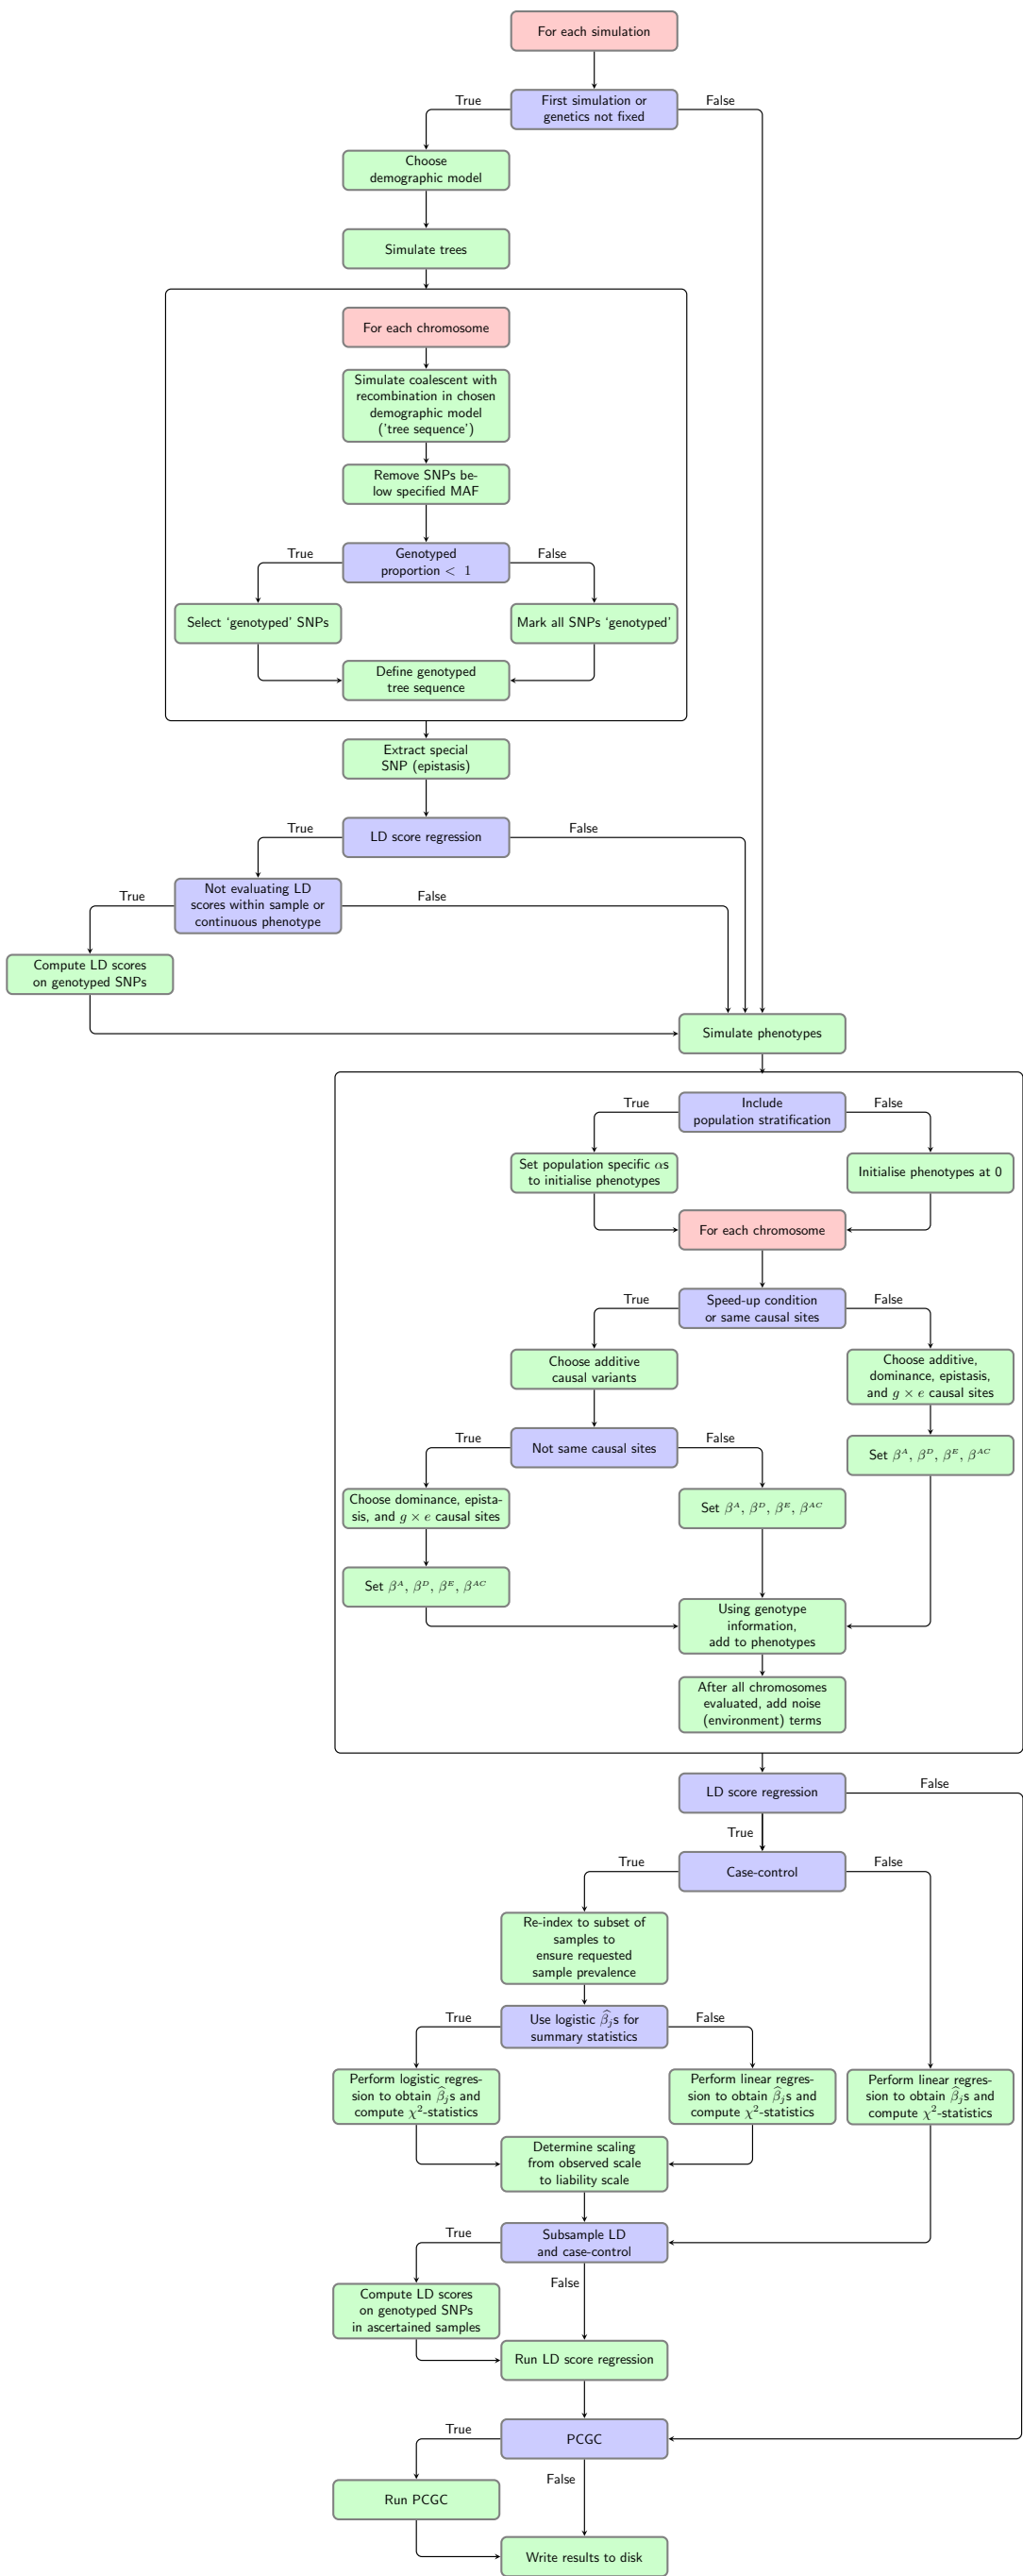 For each simulation
True
First simulation or
genetics not fixed
False
Choose
demographic model
Simulate trees
For each chromosome
Simulate coalescent with
recombination in chosen
demographic model
('tree sequence')
Remove SNPs be-
low specified MAF
True
Genotyped
proportion < 1
False
Select ‘genotyped’ SNPs
Mark all SNPs ‘genotyped’
Define genotyped
tree sequence
Extract special
SNP (epistasis)
True
LD score regression
False
True
Not evaluating LD
scores within sample or
continuous phenotype
False
Compute LD scores
on genotyped SNPs
Simulate phenotypes
True
Include
population stratification
False
Set population specific αs
to initialise phenotypes
Initialise phenotypes at 0
For each chromosome
True
Speed-up condition
or same causal sites
False
Choose additive
causal variants
Choose additive,
dominance, epistasis,
and g × e causal sites
True
Not same causal sites
False
Set β^A, β^D, β^E, β^AC
Choose dominance, epista-
sis, and g × e causal sites
Set β^A, β^D, β^E, β^AC
Set β^A, β^D, β^E, β^AC
Using genotype
information,
add to phenotypes
After all chromosomes
evaluated, add noise
(environment) terms
LD score regression
False
True
True
Case-control
False
Re-index to subset of
samples to
ensure requested
sample prevalence
True
Use logistic β̂_js for
summary statistics
False
Perform logistic regres-
sion to obtain β̂_js and
compute χ²-statistics
Perform linear regres-
sion to obtain β̂_js and
compute χ²-statistics
Perform linear regres-
sion to obtain β̂_js and
compute χ²-statistics
Determine scaling
from observed scale
to liability scale
True
Subsample LD
and case-control
False
Compute LD scores
on genotyped SNPs
in ascertained samples
Run LD score regression
True
PCGC
False
Run PCGC
Write results to disk